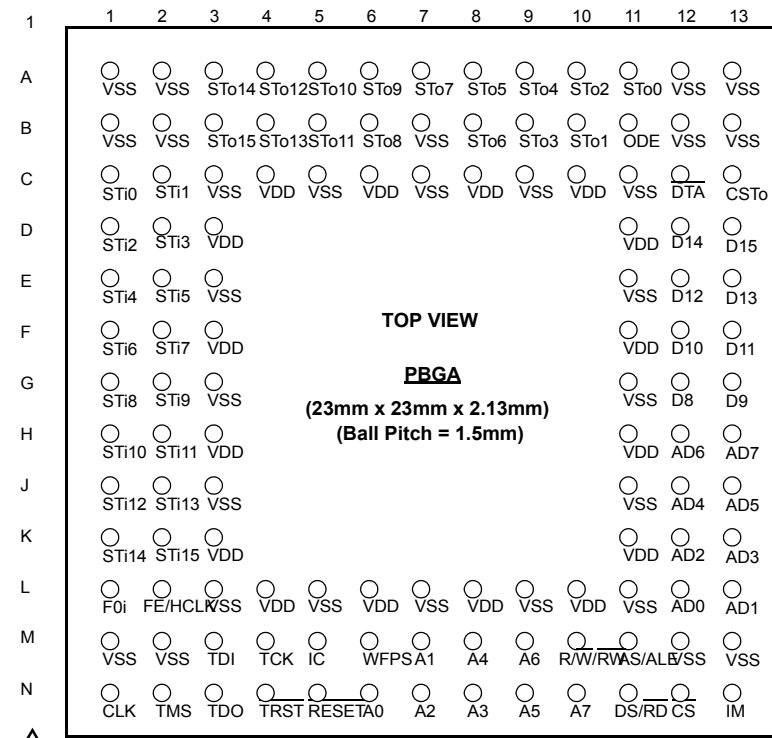 1
1 2 3 4 5 6 7 8 9 10 11 12 13
A VSS VSS STo14 STo12 STo10 STo9 STo7 STo5 STo4 STo2 STo0 VSS VSS
B VSS VSS STo15 STo13 STo11 STo8 VSS STo6 STo3 STo1 ODE VSS VSS
C STi0 STi1 VSS VDD VSS VDD VSS VDD VSS VDD VSS DTA CSTo
D STi2 STi3 VDD VDD D14 D15
E STi4 STi5 VSS VSS D12 D13
TOP VIEW
F STi6 STi7 VDD VDD D10 D11
PBGA
G STi8 STi9 VSS VSS D8 D9
(23mm x 23mm x 2.13mm)
(Ball Pitch = 1.5mm)
H STi10 STi11 VDD VDD AD6 AD7
J STi12 STi13 VSS VSS AD4 AD5
K STi14 STi15 VDD VDD AD2 AD3
L F0i FE/HCLK VSS VDD VSS VDD VSS VDD VSS VDD VSS AD0 AD1
M VSS VSS TDI TCK IC WFPS A1 A4 A6 R/W/RW AS/ALE VSS VSS
N CLK TMS TDO TRST RESET A0 A2 A3 A5 A7 DS/RD CS IM